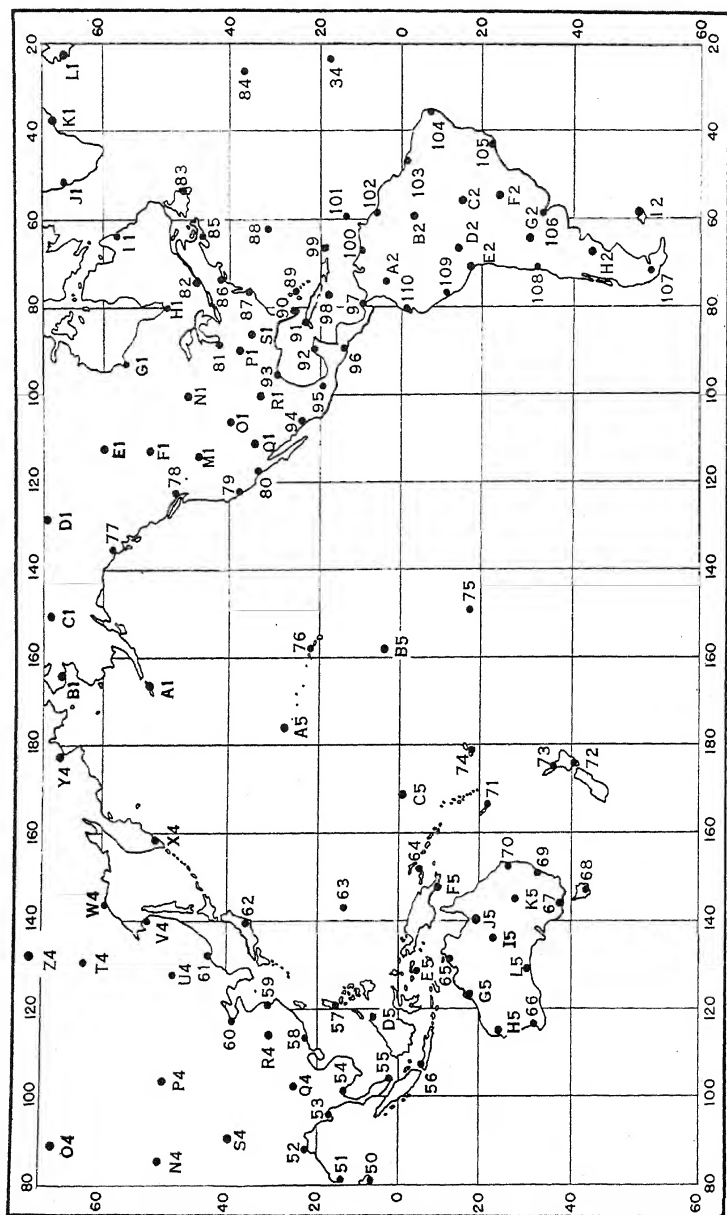 80 100 120 140 160 180 160 140 120 100 80 60 40 20
O4 Z4 Y4 B1 C1 D1 J1 K1 L1
60 T4 W4 77 E1 G1 I1 60
N4 P4 V4 X4 A1 78 F1 H1 83
U4 61 M1 N1 82 85
40 S4 60 62 79 O1 81 86 40
R4 59 80 Q1 R1 P1 87 84
Q4 58 A5 93 S1 88
52 94 91 90 89
20 53 57 63 76 95 92 98 99 34 20
51 54 96 97 100 101
50 55 D5 64 102
0 56 E5 C5 B5 110 A2 B2 103 0
65 F5 109 104
G5 J5 74 75 E2 D2 C2
20 H5 I5 71 F2 105 20
L5 K5 70 108 G2
66 69 73 106
40 67 72 H2 40
68
60 107 I2 60
80 100 120 140 160 180 160 140 120 100 80 60 40 20